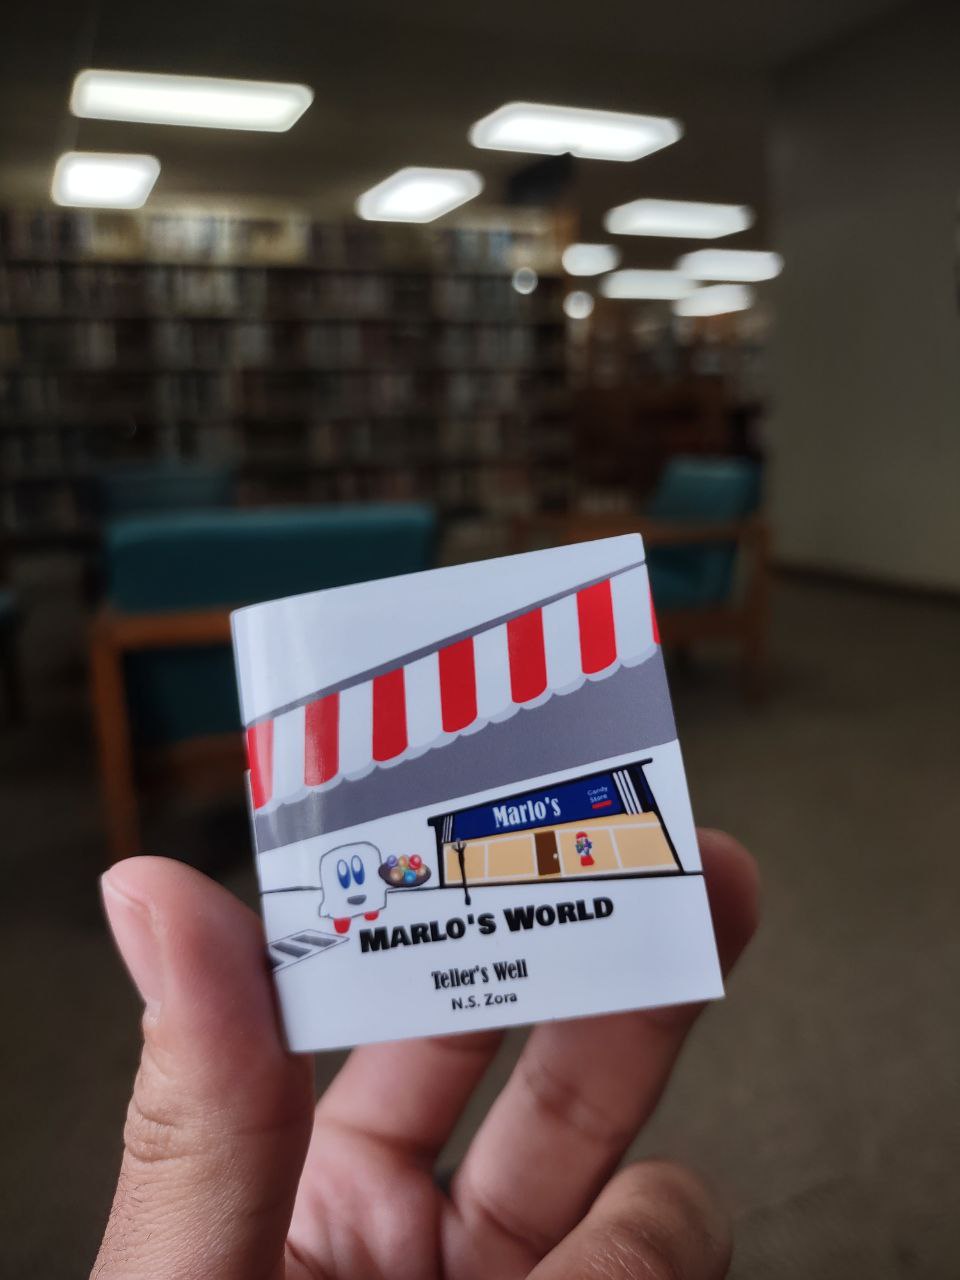 Marlo's
Candy
Store
MARLO'S WORLD
Teller's Well
N.S. Zora